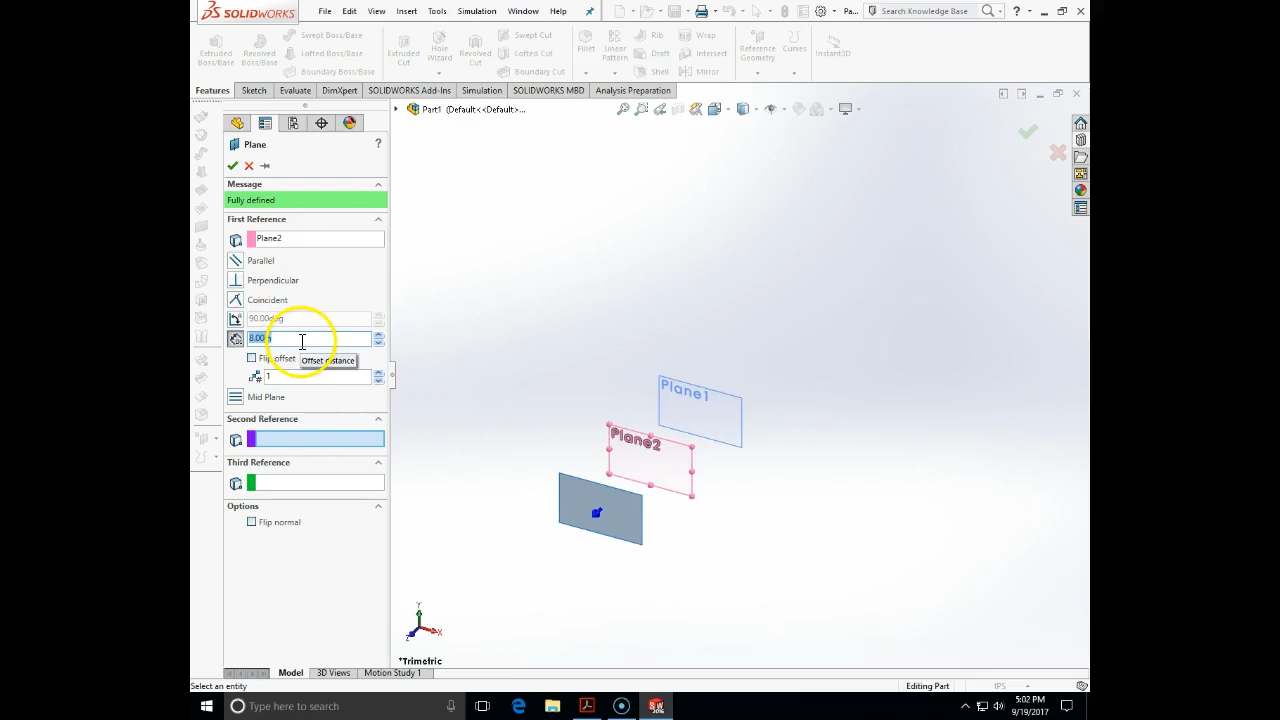 SOLIDWORKS
File Edit View Insert Tools Simulation Window Help
Pa...
Search Knowledge Base
Extruded Boss/Base
Revolved Boss/Base
Swept Boss/Base
Lofted Boss/Base
Boundary Boss/Base
Extruded Cut
Hole Wizard
Revolved Cut
Swept Cut
Lofted Cut
Boundary Cut
Fillet
Linear Pattern
Rib
Draft
Shell
Wrap
Intersect
Mirror
Reference Geometry
Curves
Instant3D
Features Sketch Evaluate DimXpert SOLIDWORKS Add-Ins Simulation SOLIDWORKS MBD Analysis Preparation
Part1 (Default<<Default>...
Plane
?
Message
Fully defined
First Reference
Plane2
Parallel
Perpendicular
Coincident
90.00deg
Flip offset
Offset distance
1
Mid Plane
Second Reference
Third Reference
Options
Flip normal
Plane1
Plane2
Y
X
Z
*Trimetric
Model 3D Views Motion Study 1
Select an entity
Editing Part
IPS
Type here to search
5:02 PM
9/19/2017